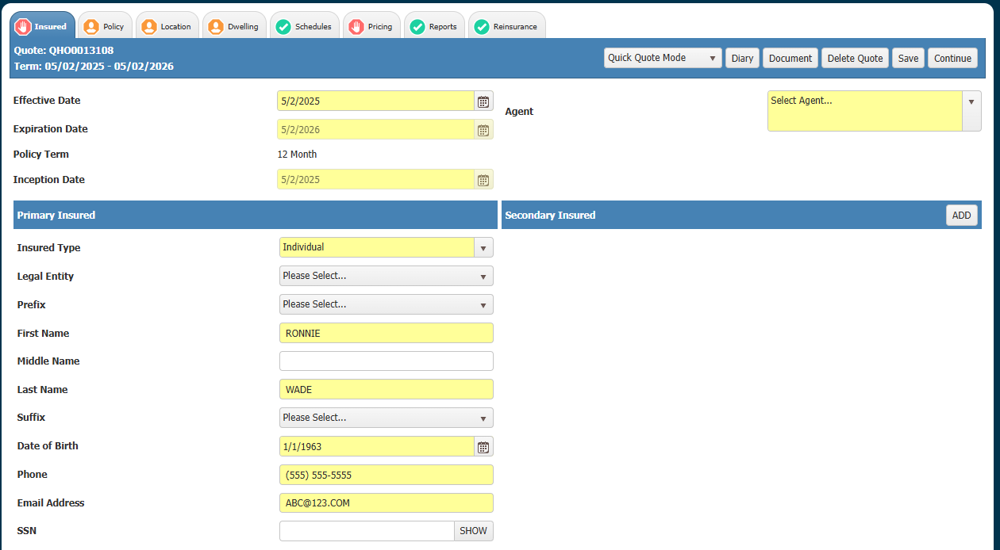 Insured Policy Location Dwelling Schedules Pricing Reports Reinsurance
Quote: QHO0013108
Term: 05/02/2025 - 05/02/2026
Quick Quote Mode Diary Document Delete Quote Save Continue
Effective Date 5/2/2025
Agent Select Agent...
Expiration Date 5/2/2026
Policy Term 12 Month
Inception Date 5/2/2025
Primary Insured
Secondary Insured ADD
Insured Type Individual
Legal Entity Please Select...
Prefix Please Select...
First Name RONNIE
Middle Name
Last Name WADE
Suffix Please Select...
Date of Birth 1/1/1963
Phone (555) 555-5555
Email Address ABC@123.COM
SSN SHOW